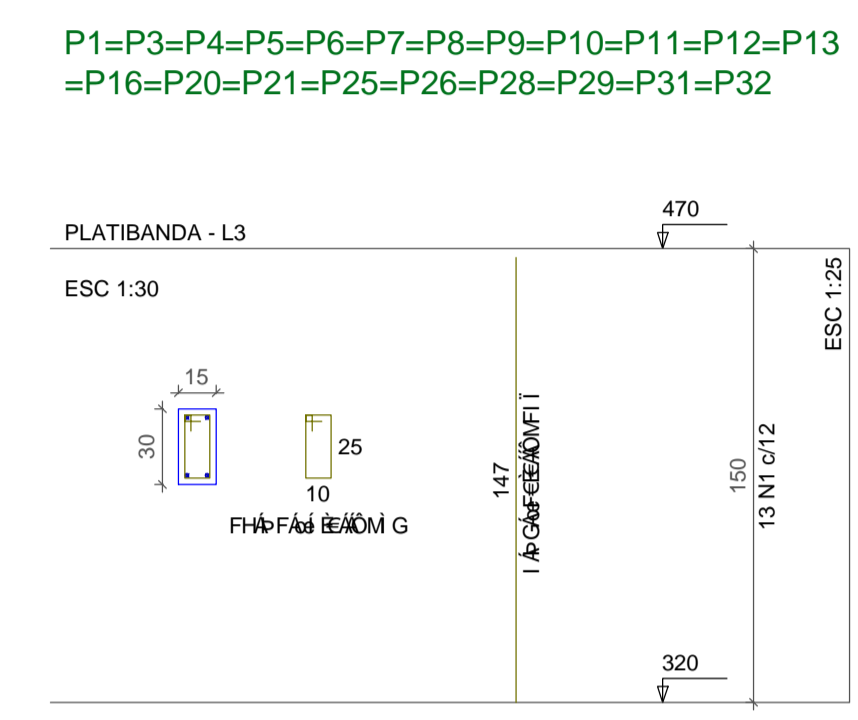 P1=P3=P4=P5=P6=P7=P8=P9=P10=P11=P12=P13
=P16=P20=P21=P25=P26=P28=P29=P31=P32
470
PLATIBANDA - L3
ESC 1:30
ESC 1:25
15
30
25
10
147
150
13 N1 c/12
320